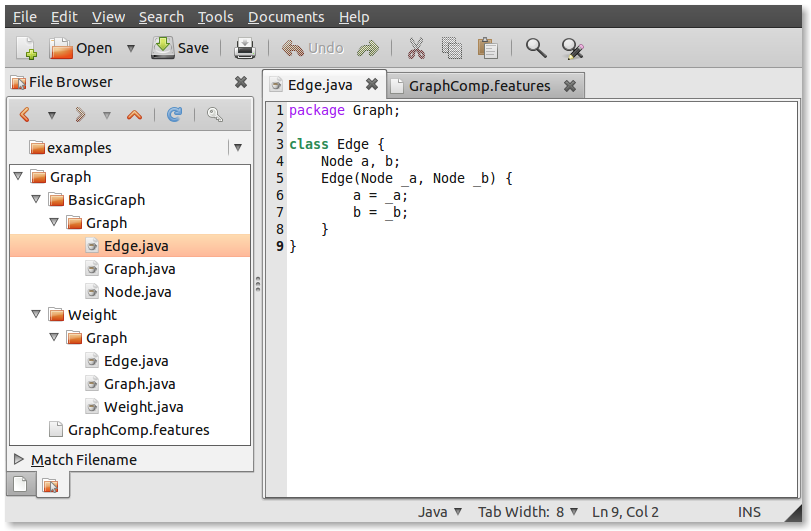 File Edit View Search Tools Documents Help
Open Save Undo
File Browser
Edge.java GraphComp.features
examples
Graph
BasicGraph
Graph
Edge.java
Graph.java
Node.java
Weight
Graph
Edge.java
Graph.java
Weight.java
GraphComp.features
Match Filename
1 package Graph;
2
3 class Edge {
4     Node a, b;
5     Edge(Node _a, Node _b) {
6         a = _a;
7         b = _b;
8     }
9 }
Java Tab Width: 8 Ln 9, Col 2 INS